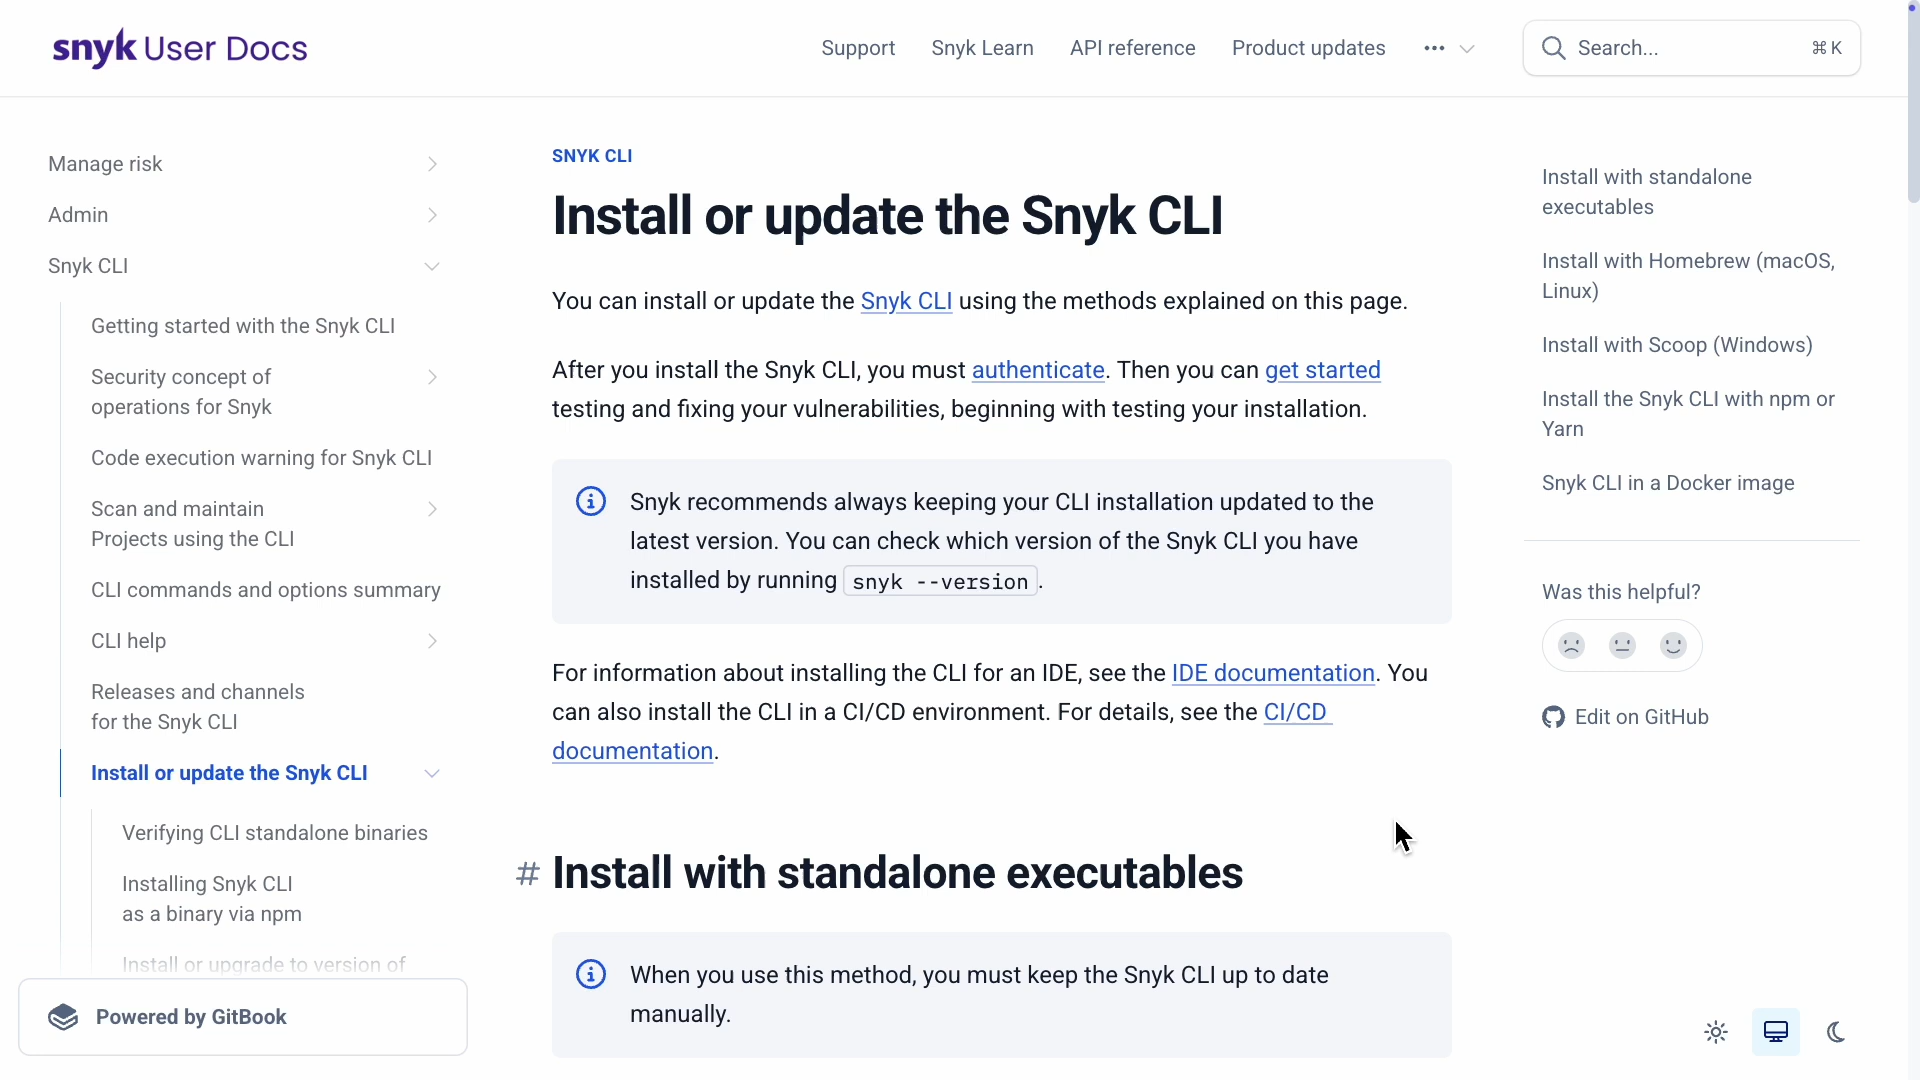 snyk User Docs
Support Snyk Learn API reference Product updates ••• Search... ⌘ K
Manage risk
Admin
Snyk CLI
Getting started with the Snyk CLI
Security concept of
operations for Snyk
Code execution warning for Snyk CLI
Scan and maintain
Projects using the CLI
CLI commands and options summary
CLI help
Releases and channels
for the Snyk CLI
Install or update the Snyk CLI
Verifying CLI standalone binaries
Installing Snyk CLI
as a binary via npm
Install or upgrade to version of
Powered by GitBook
SNYK CLI
Install or update the Snyk CLI
You can install or update the Snyk CLI using the methods explained on this page.
After you install the Snyk CLI, you must authenticate. Then you can get started
testing and fixing your vulnerabilities, beginning with testing your installation.
Snyk recommends always keeping your CLI installation updated to the
latest version. You can check which version of the Snyk CLI you have
installed by running snyk --version.
For information about installing the CLI for an IDE, see the IDE documentation. You
can also install the CLI in a CI/CD environment. For details, see the CI/CD
documentation.
# Install with standalone executables
When you use this method, you must keep the Snyk CLI up to date
manually.
Install with standalone
executables
Install with Homebrew (macOS,
Linux)
Install with Scoop (Windows)
Install the Snyk CLI with npm or
Yarn
Snyk CLI in a Docker image
Was this helpful?
Edit on GitHub